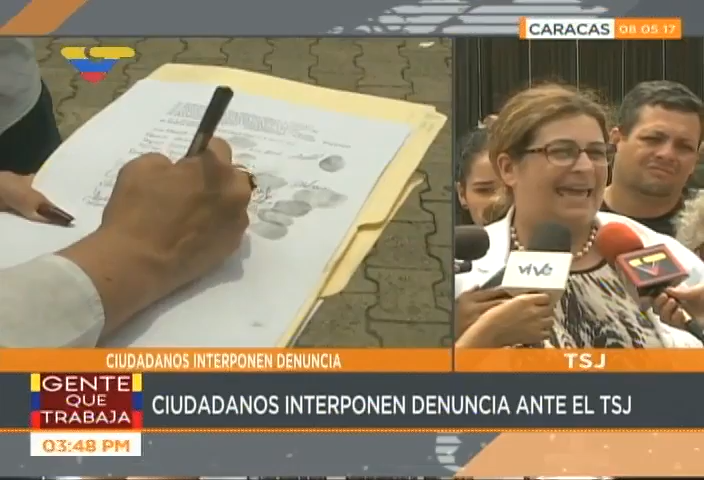 CARACAS 08.05.17
vive
CIUDADANOS INTERPONEN DENUNCIA
TSJ
GENTE
QUE
TRABAJA
CIUDADANOS INTERPONEN DENUNCIA ANTE EL TSJ
03:48 PM